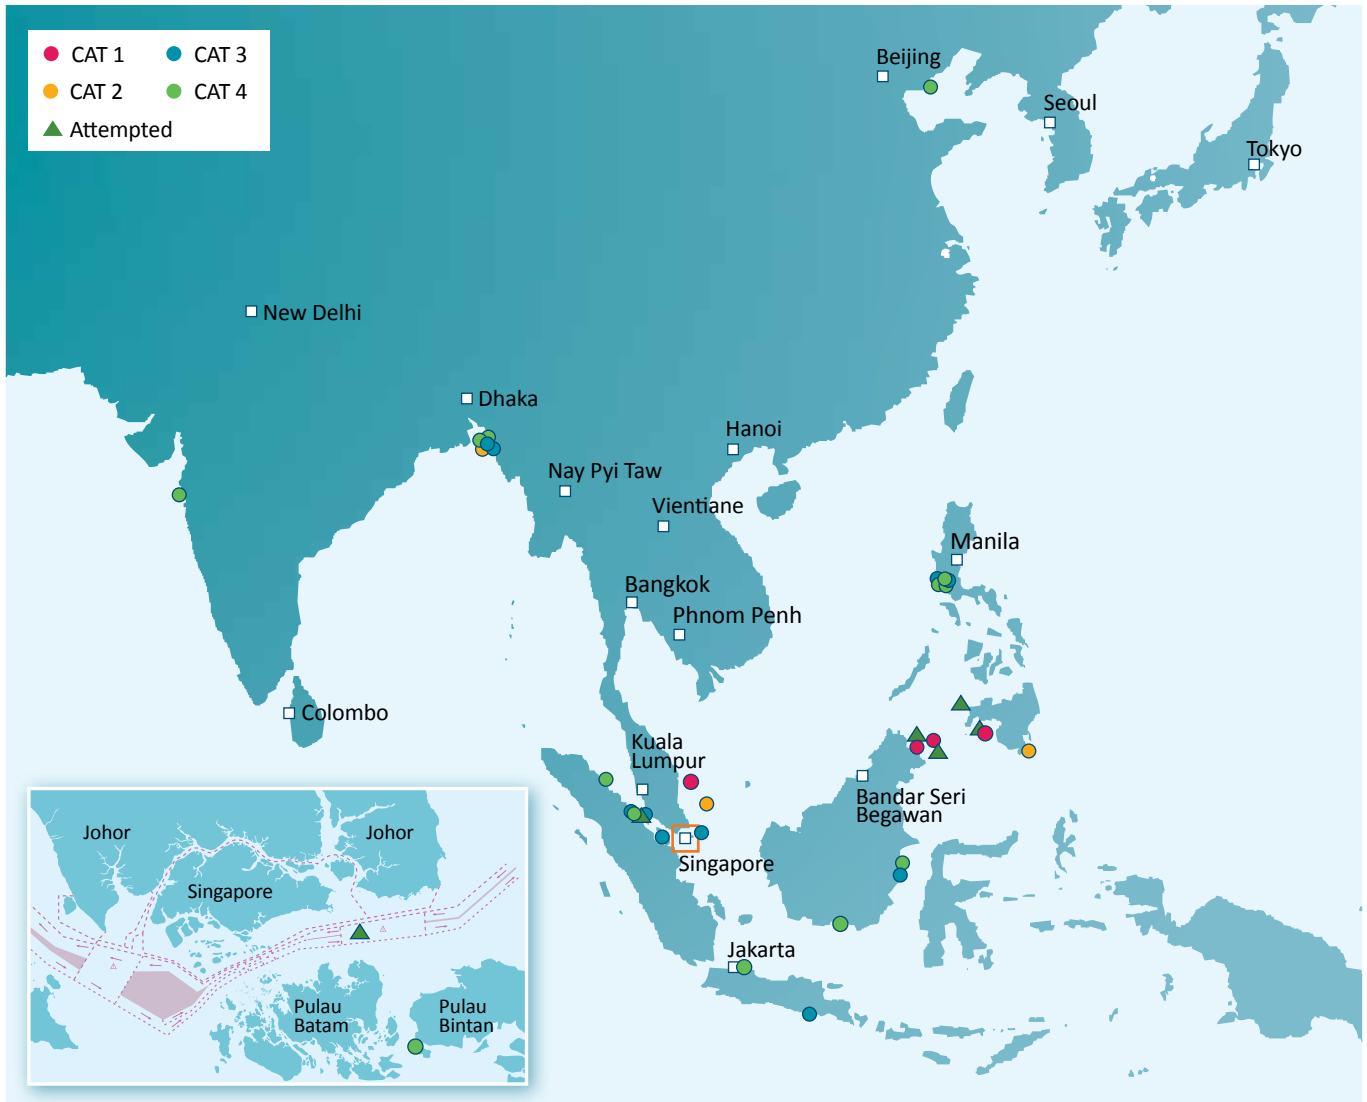 CAT 1
CAT 3
CAT 2
CAT 4
Attempted
Beijing
Seoul
Tokyo
New Delhi
Dhaka
Hanoi
Nay Pyi Taw
Vientiane
Manila
Bangkok
Phnom Penh
Colombo
Kuala
Lumpur
Bandar Seri
Begawan
Singapore
Jakarta
Johor
Johor
Singapore
Pulau
Batam
Pulau
Bintan